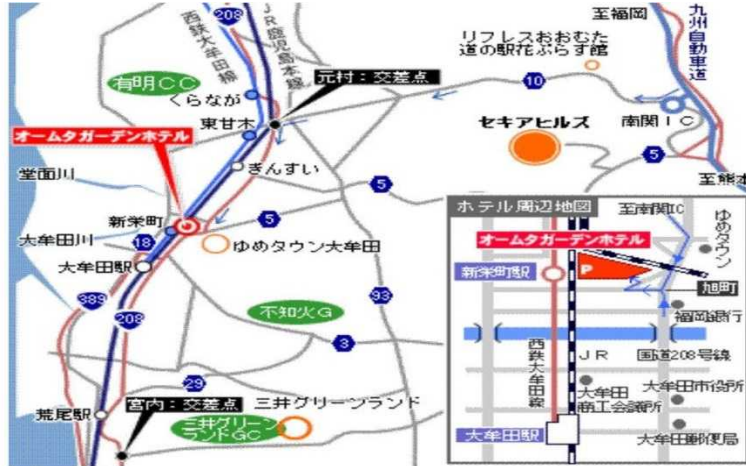 208
西鉄大牟田線
JR鹿児島本線
至福岡
九州自動車道
リフレスおおむた
道の駅花ぷらす館
有明CC
元村:交差点
くらなが
10
東甘木
セキアヒルズ
南関IC
オームタガーデンホテル
ぎんすい
5
堂面川
5
至熊本
新栄町
5
大牟田川
18
ゆめタウン大牟田
大牟田駅
389
208
不知火G
93
3
29
荒尾駅
宮内:交差点
三井グリーンランド
三井グリーン
ランドGC
ホテル周辺地図
至南関IC
ゆめタウン
オームタガーデンホテル
新栄町駅
P
旭町
福岡銀行
西鉄大牟田線
JR
国道208号線
大牟田
商工会議所
大牟田市役所
大牟田駅
大牟田郵便局